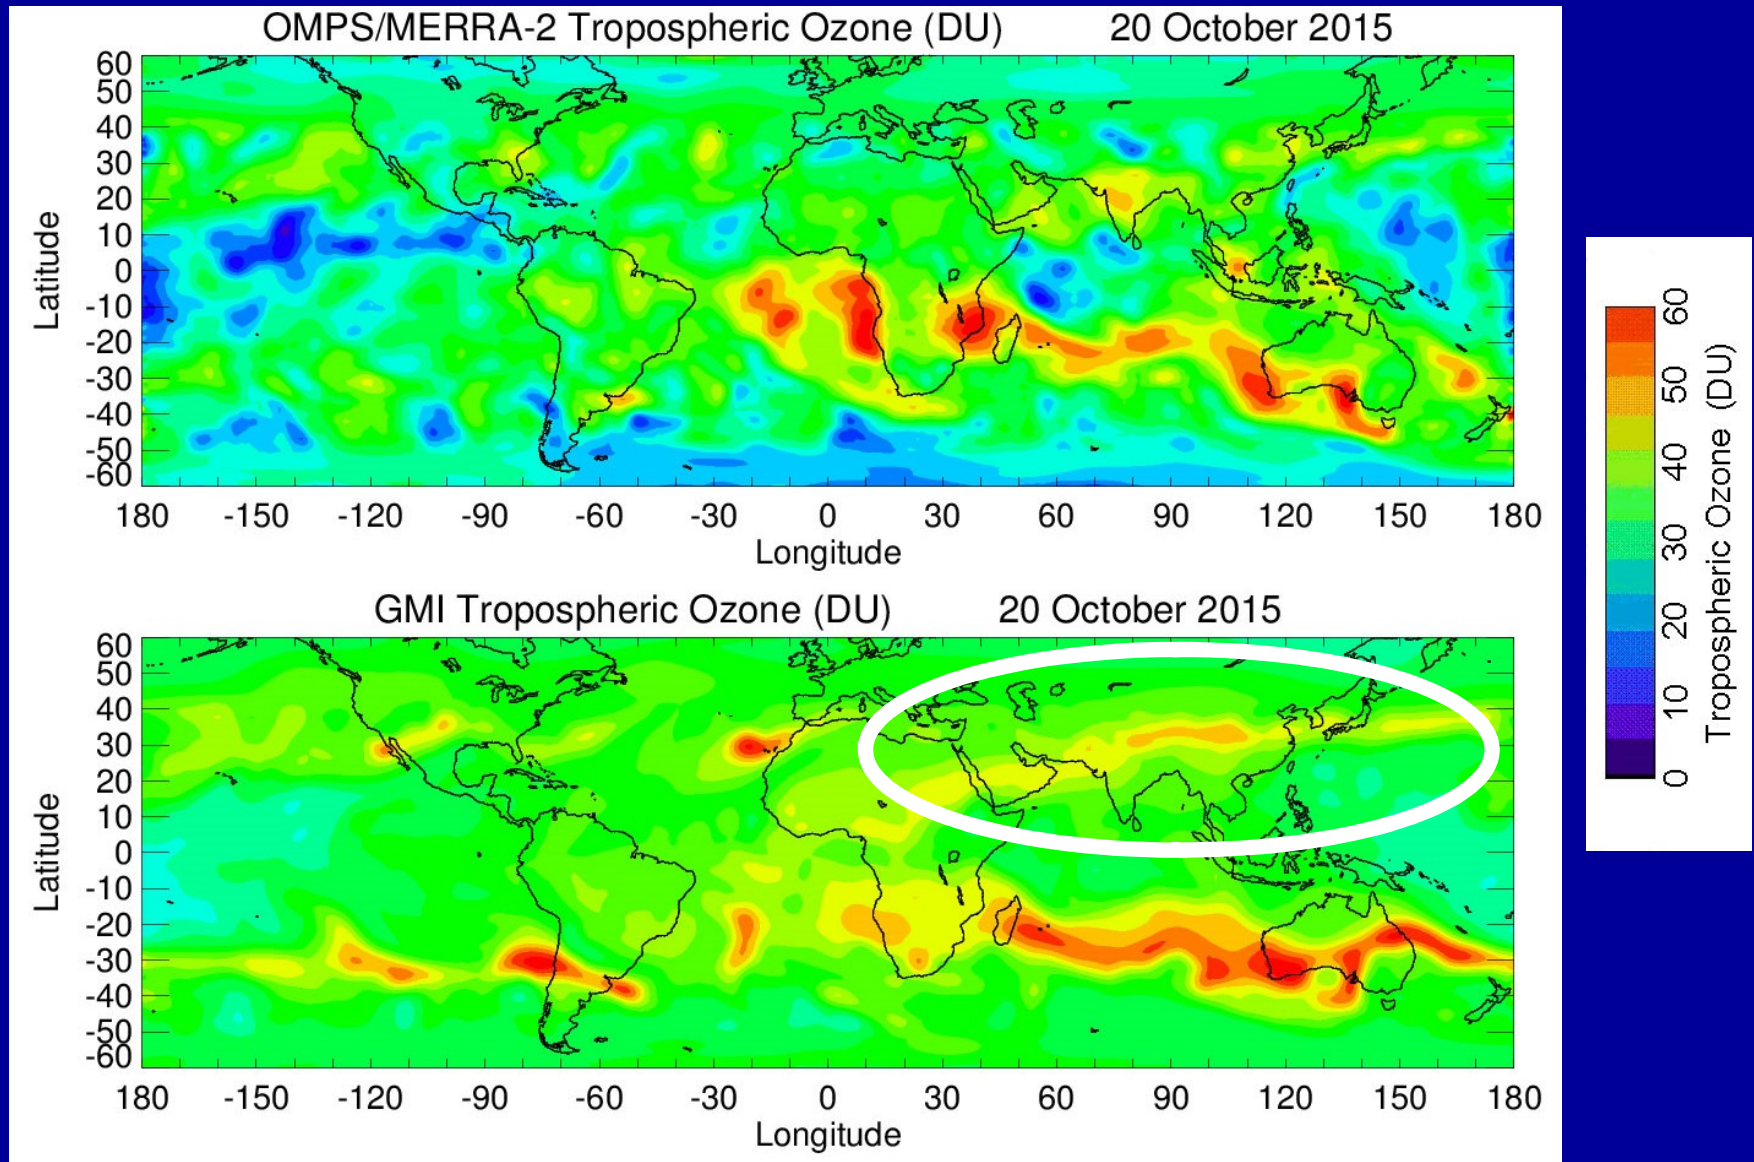 OMPS/MERRA-2 Tropospheric Ozone (DU) 20 October 2015
60
50
40
30
20
10
0
-10
-20
-30
-40
-50
-60
Latitude
180 -150 -120 -90 -60 -30 0 30 60 90 120 150 180
Longitude
GMI Tropospheric Ozone (DU) 20 October 2015
60
50
40
30
20
10
0
-10
-20
-30
-40
-50
-60
Latitude
180 -150 -120 -90 -60 -30 0 30 60 90 120 150 180
Longitude
0 10 20 30 40 50 60
Tropospheric Ozone (DU)